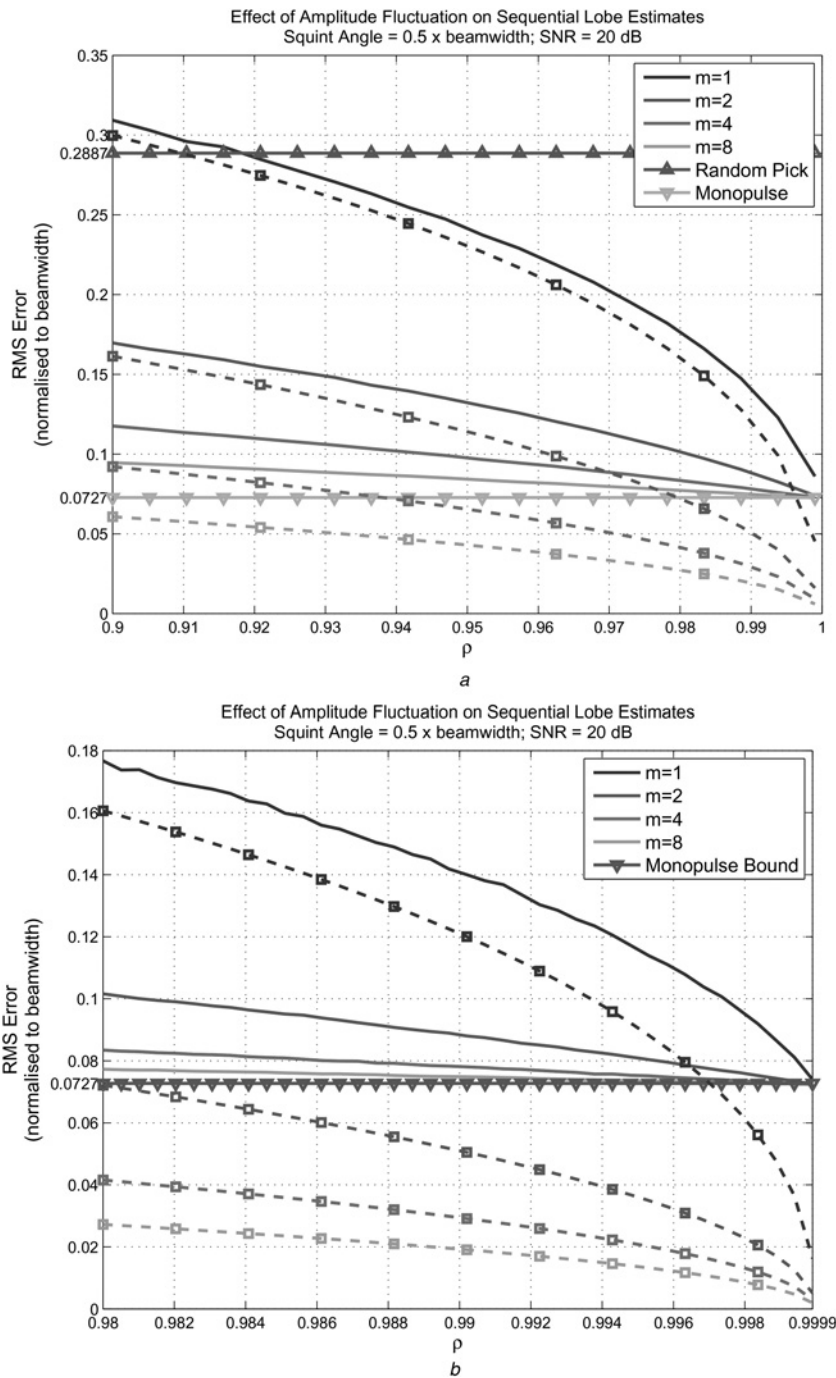 Effect of Amplitude Fluctuation on Sequential Lobe Estimates
Squint Angle = 0.5 x beamwidth; SNR = 20 dB
0.35
0.3
0.2887
0.25
0.2
0.15
0.1
0.0727
0.05
0
RMS Error
(normalised to beamwidth)
m=1
m=2
m=4
m=8
Random Pick
Monopulse
0.9
0.91
0.92
0.93
0.94
0.95
0.96
0.97
0.98
0.99
1
ρ
a
Effect of Amplitude Fluctuation on Sequential Lobe Estimates
Squint Angle = 0.5 x beamwidth; SNR = 20 dB
0.18
0.16
0.14
0.12
0.1
0.08
0.0727
0.06
0.04
0.02
0
RMS Error
(normalised to beamwidth)
m=1
m=2
m=4
m=8
Monopulse Bound
0.98
0.982
0.984
0.986
0.988
0.99
0.992
0.994
0.996
0.998
0.9999
ρ
b